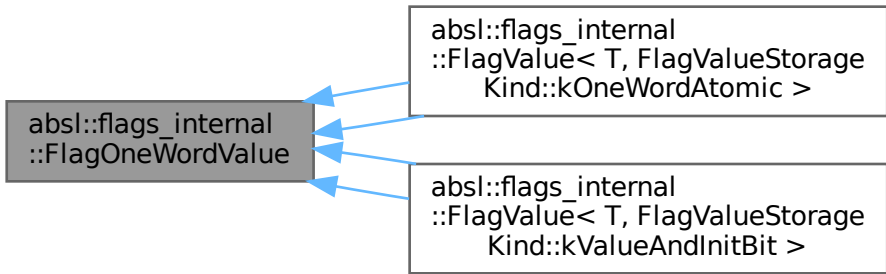 absl::flags_internal
::FlagOneWordValue
absl::flags_internal
::FlagValue< T, FlagValueStorage
Kind::kOneWordAtomic >
absl::flags_internal
::FlagValue< T, FlagValueStorage
Kind::kValueAndInitBit >